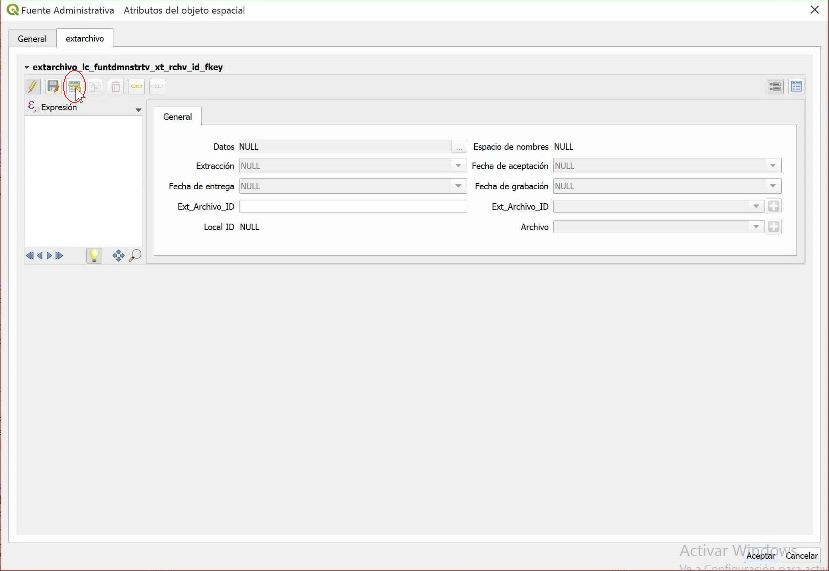 Fuente Administrativa - Atributos del objeto espacial
General
extarchivo
extarchivo_lc_funtdmnstrtv_xt_rchv_id_fkey
Expresión
General
Datos NULL ... Espacio de nombres NULL
Extracción NULL Fecha de aceptación NULL
Fecha de entrega NULL Fecha de grabación NULL
Ext_Archivo_ID Ext_Archivo_ID
Local ID NULL Archivo
Activar Windows
Aceptar Cancelar
Ve a Configuración para